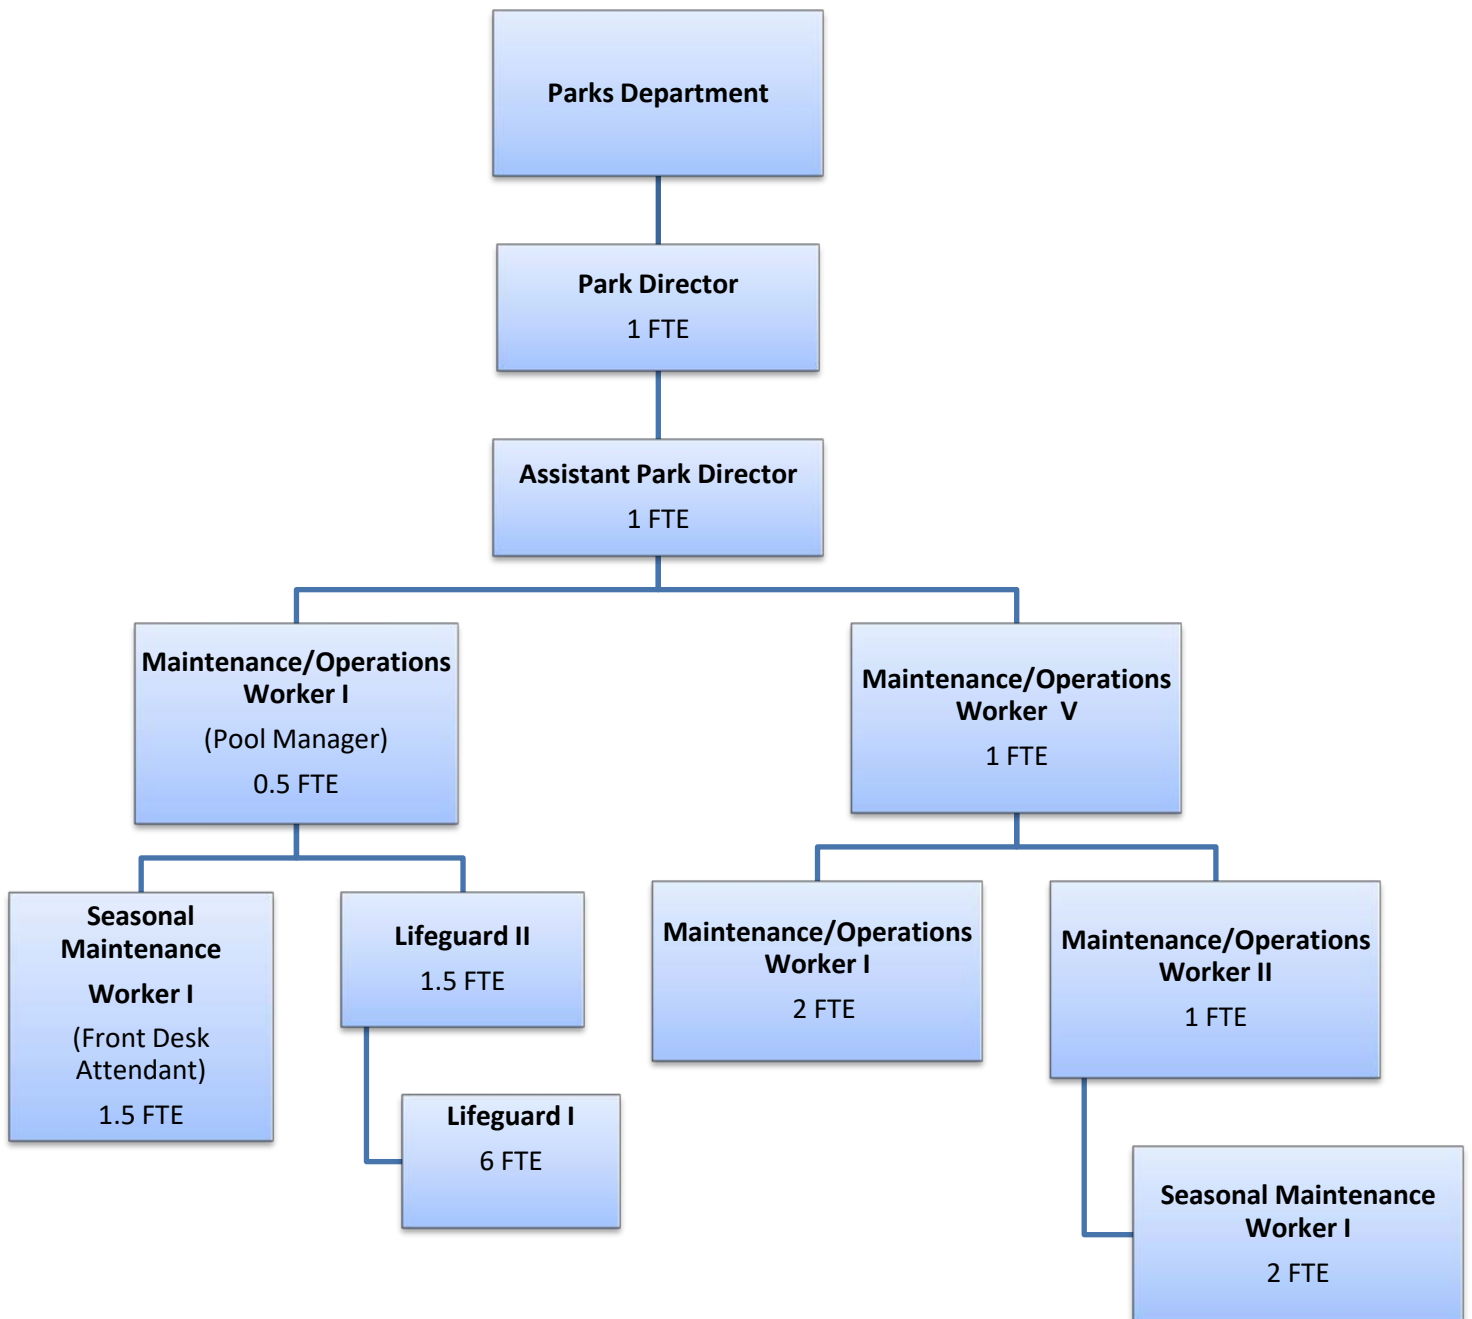 Parks Department
Park Director
1 FTE
Assistant Park Director
1 FTE
Maintenance/Operations
Worker I
(Pool Manager)
0.5 FTE
Maintenance/Operations
Worker V
1 FTE
Seasonal
Maintenance
Worker I
(Front Desk
Attendant)
1.5 FTE
Lifeguard II
1.5 FTE
Lifeguard I
6 FTE
Maintenance/Operations
Worker I
2 FTE
Maintenance/Operations
Worker II
1 FTE
Seasonal Maintenance
Worker I
2 FTE